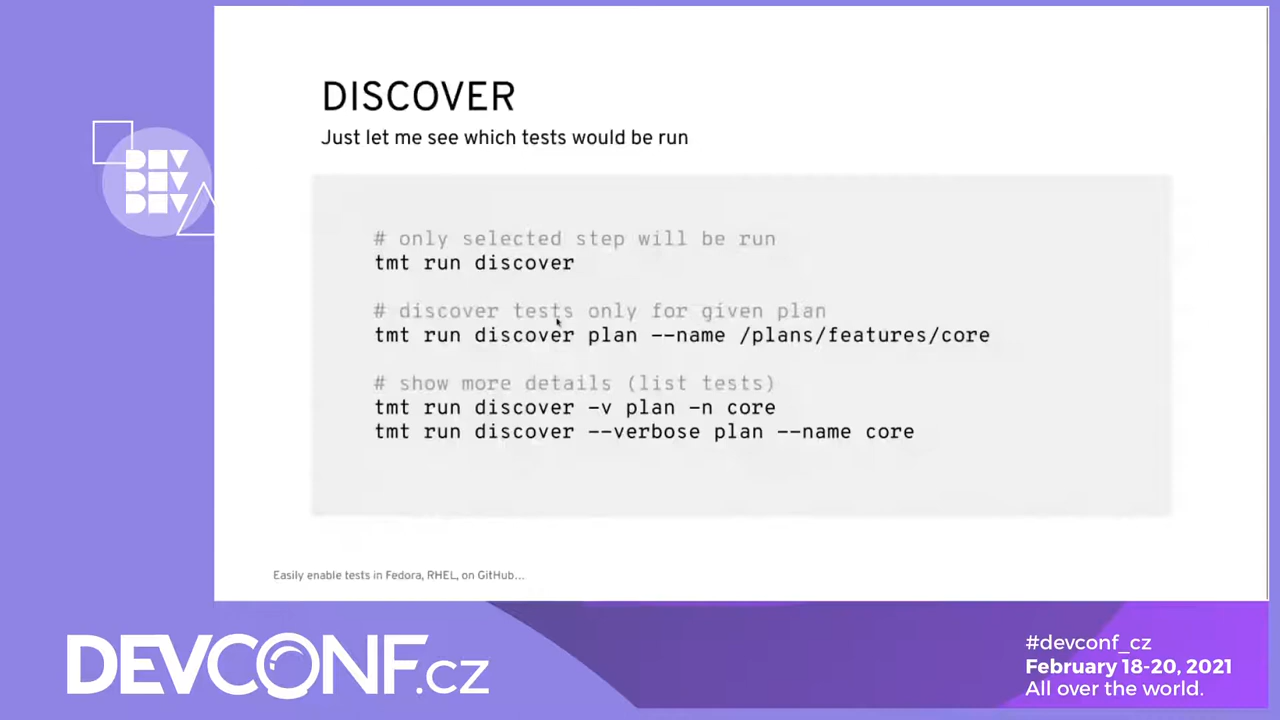 DISCOVER
Just let me see which tests would be run
# only selected step will be run
tmt run discover
# discover tests only for given plan
tmt run discover plan --name /plans/features/core
# show more details (list tests)
tmt run discover -v plan -n core
tmt run discover --verbose plan --name core
Easily enable tests in Fedora, RHEL, on GitHub...
DEV
DEV
DEV
DEVCONF.cz
#devconf_cz
February 18-20, 2021
All over the world.